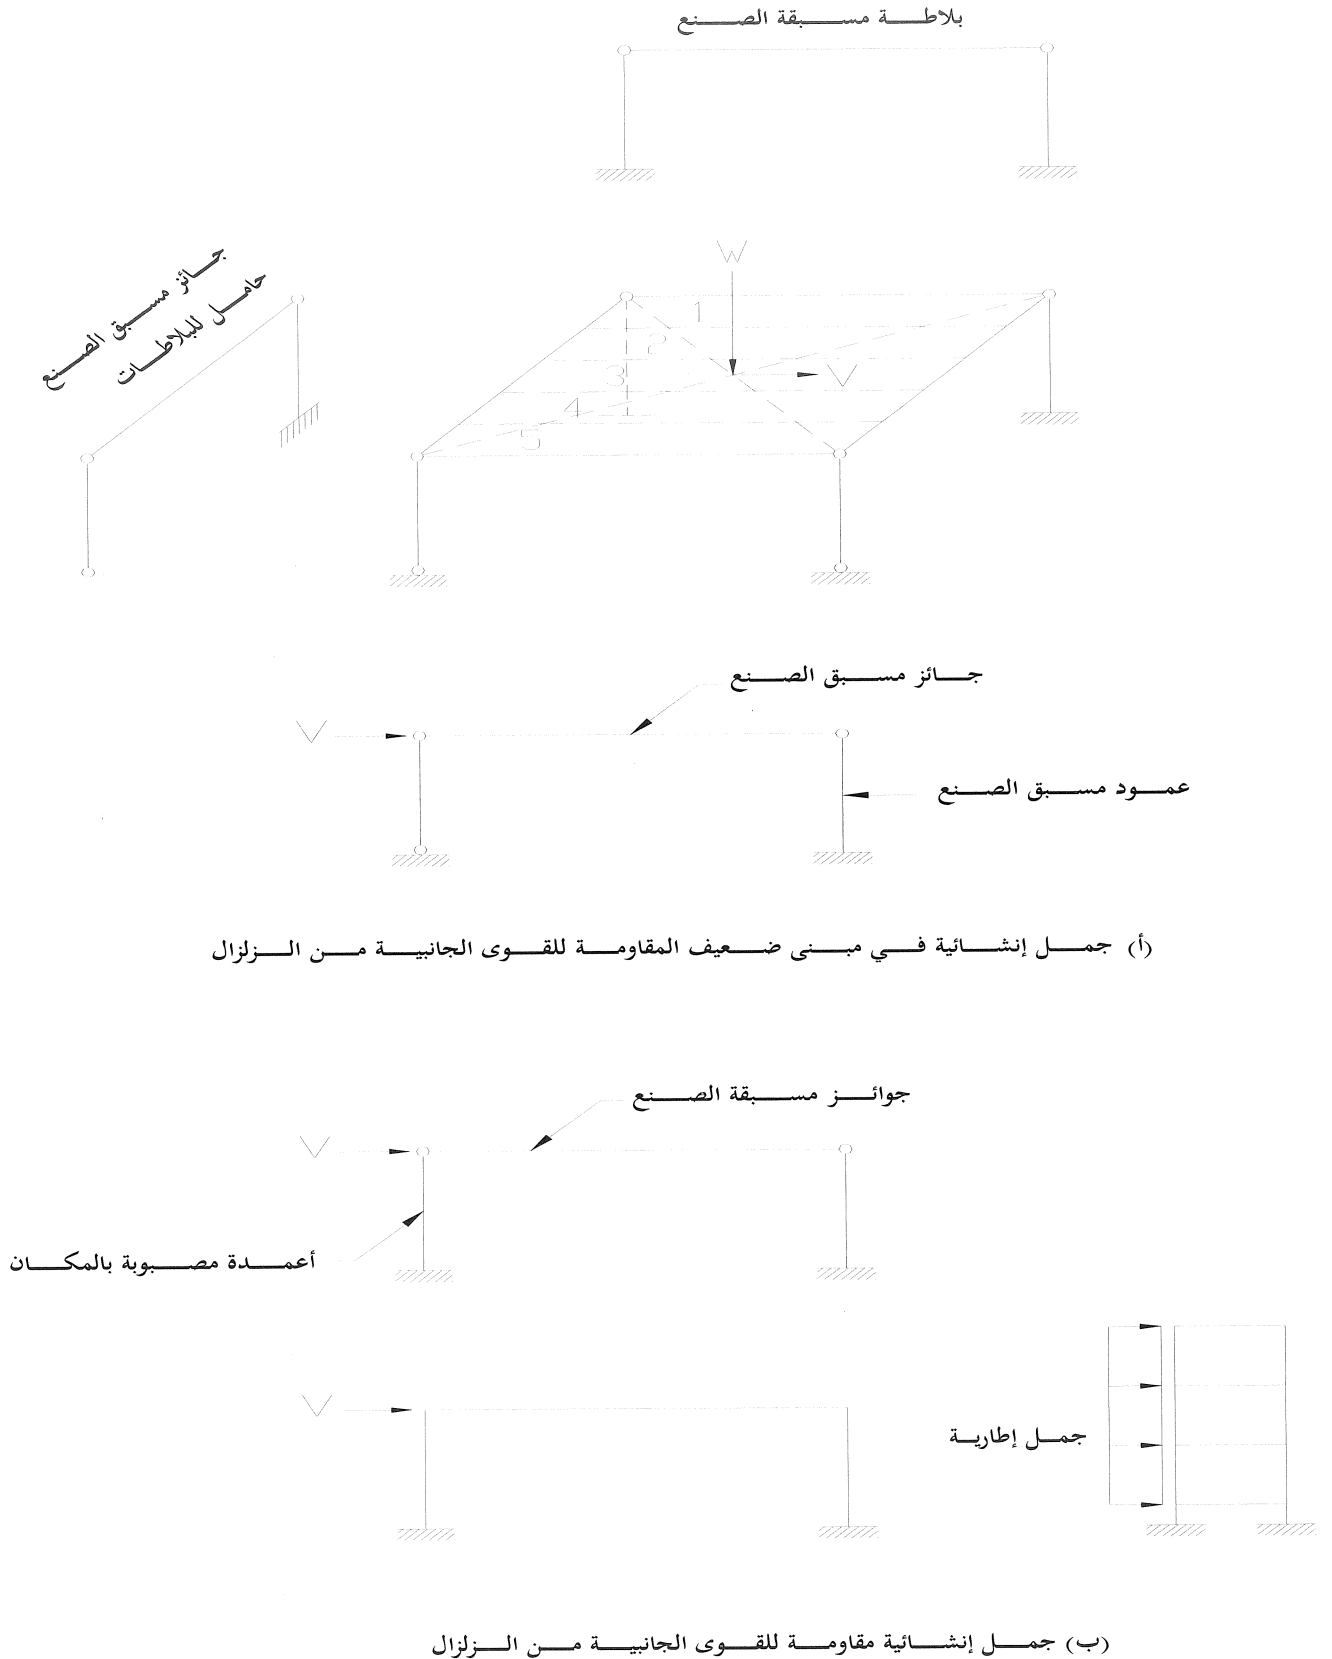 بلاطة مسبقة الصنع
جائز مسبق الصنع
حامل للبلاطات
W
1
2
3
V
4
5
جائز مسبق الصنع
V
عمود مسبق الصنع
(أ) جمل إنشائية في مبنى ضعيف المقاومة للقوى الجانبية من الزلزال
جوائز مسبقة الصنع
V
أعمدة مصبوبة بالمكان
V
جمل إطارية
(ب) جمل إنشائية مقاومة للقوى الجانبية من الزلزال